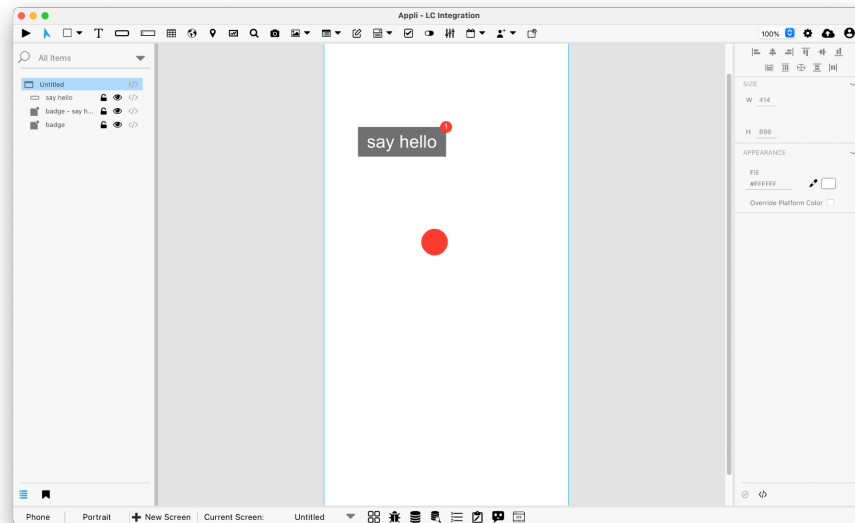 Appli - LC Integration
T
100%
All Items
Untitled </>
say hello </>
badge - say h... </>
badge </>
say hello
1
SIZE
W 414
H 896
APPEARANCE
Fill
#FFFFFF
Override Platform Color
</>
Phone Portrait New Screen Current Screen: Untitled